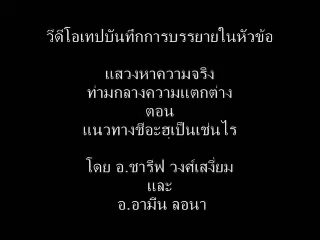 วีดีโอเทปบันทึกการบรรยายในหัวข้อ
แสวงหาความจริง
ท่ามกลางความแตกต่าง
ตอน
แนวทางชีอะฮฺเป็นเช่นไร
โดย อ.ชารีฟ วงศ์เสงี่ยม
และ
อ.อามีน ลอนา